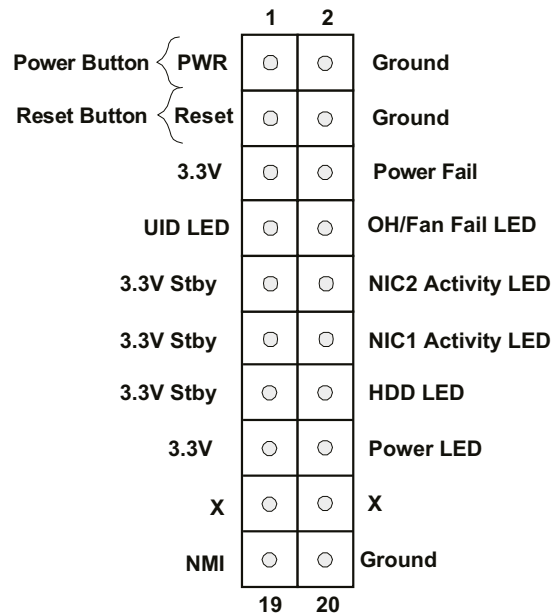 1 2
Power Button PWR Ground
Reset Button Reset Ground
3.3V Power Fail
UID LED OH/Fan Fail LED
3.3V Stby NIC2 Activity LED
3.3V Stby NIC1 Activity LED
3.3V Stby HDD LED
3.3V Power LED
X X
NMI Ground
19 20